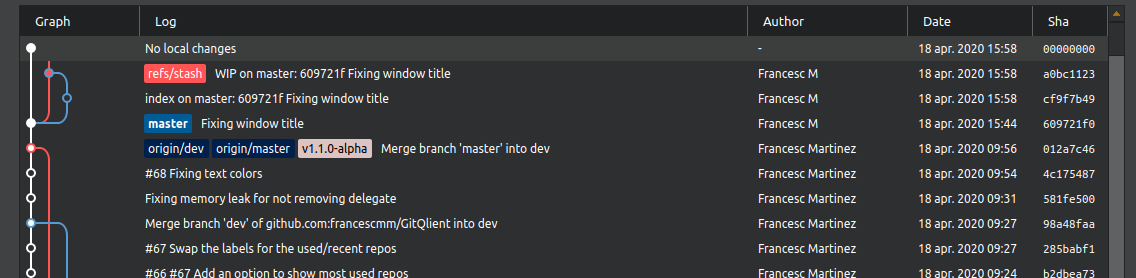 Graph Log Author Date Sha
No local changes - 18 apr. 2020 15:58 00000000
refs/stash WIP on master: 609721f Fixing window title Francesc M 18 apr. 2020 15:58 a0bc1123
index on master: 609721f Fixing window title Francesc M 18 apr. 2020 15:58 cf9f7b49
master Fixing window title Francesc M 18 apr. 2020 15:44 609721f0
origin/dev origin/master v1.1.0-alpha Merge branch 'master' into dev Francesc Martinez 18 apr. 2020 09:56 012a7c46
#68 Fixing text colors Francesc Martinez 18 apr. 2020 09:54 4c175487
Fixing memory leak for not removing delegate Francesc Martinez 18 apr. 2020 09:31 581fe500
Merge branch 'dev' of github.com:francescmm/GitQlient into dev Francesc Martinez 18 apr. 2020 09:27 98a48faa
#67 Swap the labels for the used/recent repos Francesc Martinez 18 apr. 2020 09:27 285babf1
#66 #67 Add an option to show most used repos Francesc Martinez 18 apr. 2020 09:24 b2dbea73